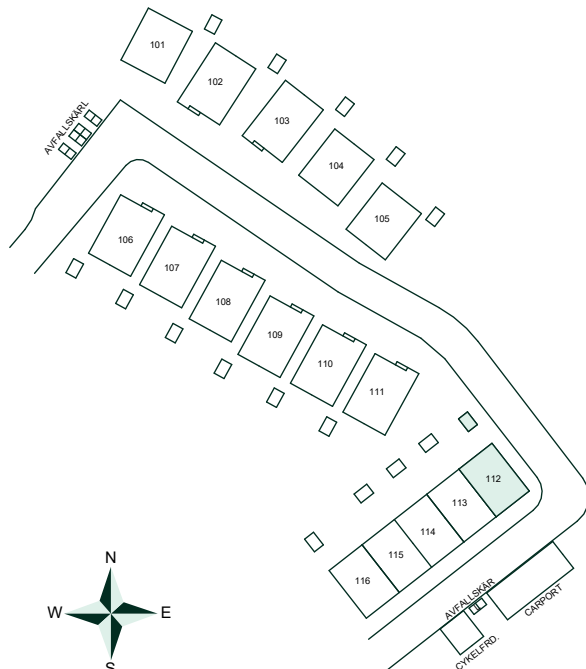 101
102
103
104
105
AVFALLSKÄRL
106
107
108
109
110
111
112
113
114
115
116
AVFALLSKÄR
CARPORT
CYKELFRD.
N
W E
S